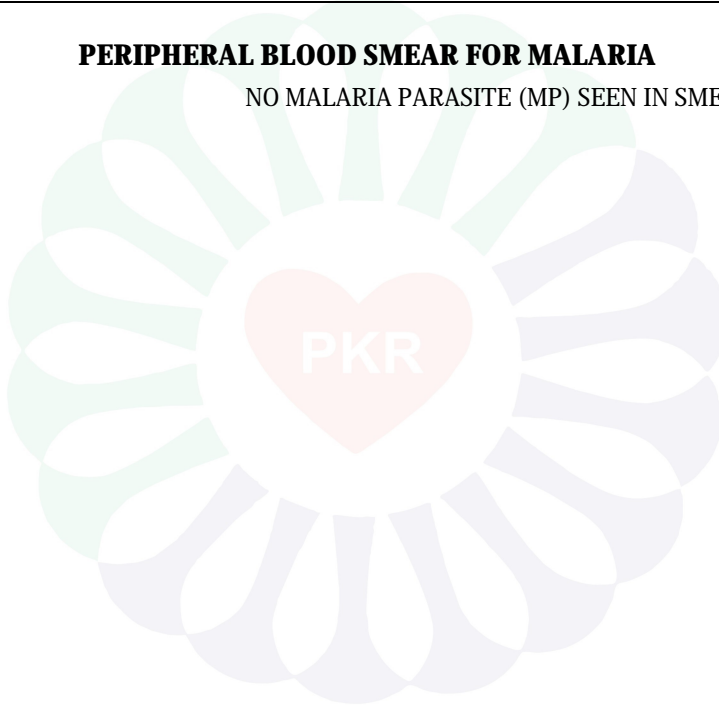 PERIPHERAL BLOOD SMEAR FOR MALARIA
NO MALARIA PARASITE (MP) SEEN IN SME
PKR